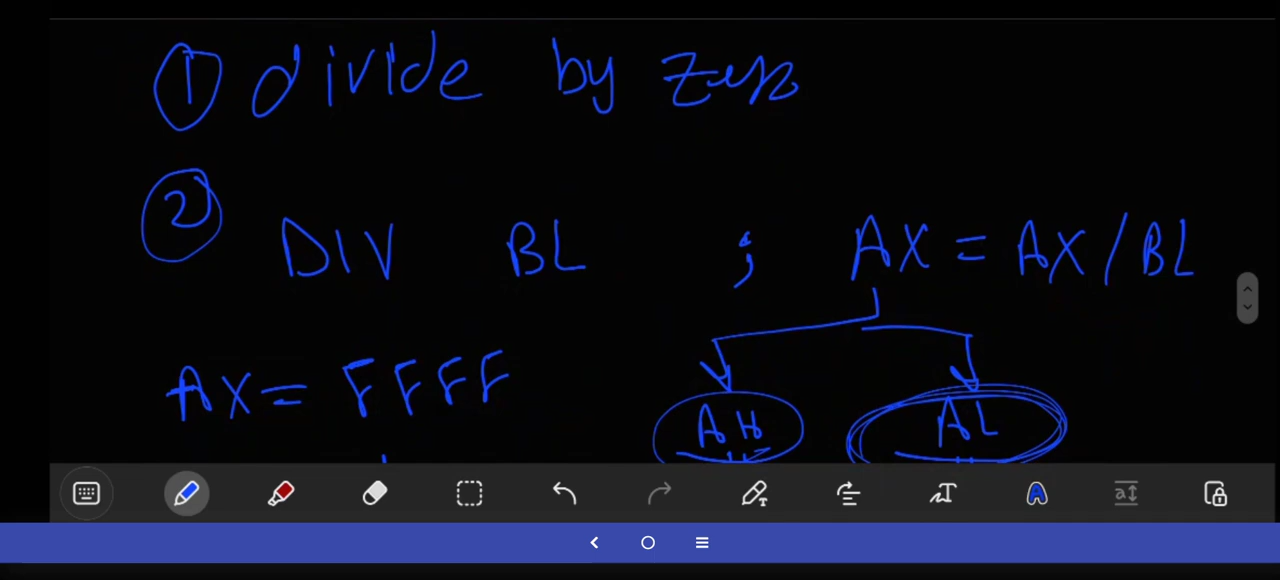 ① divide by zero
② DIV BL ; AX = AX/BL
AX = FFFF
AH AL